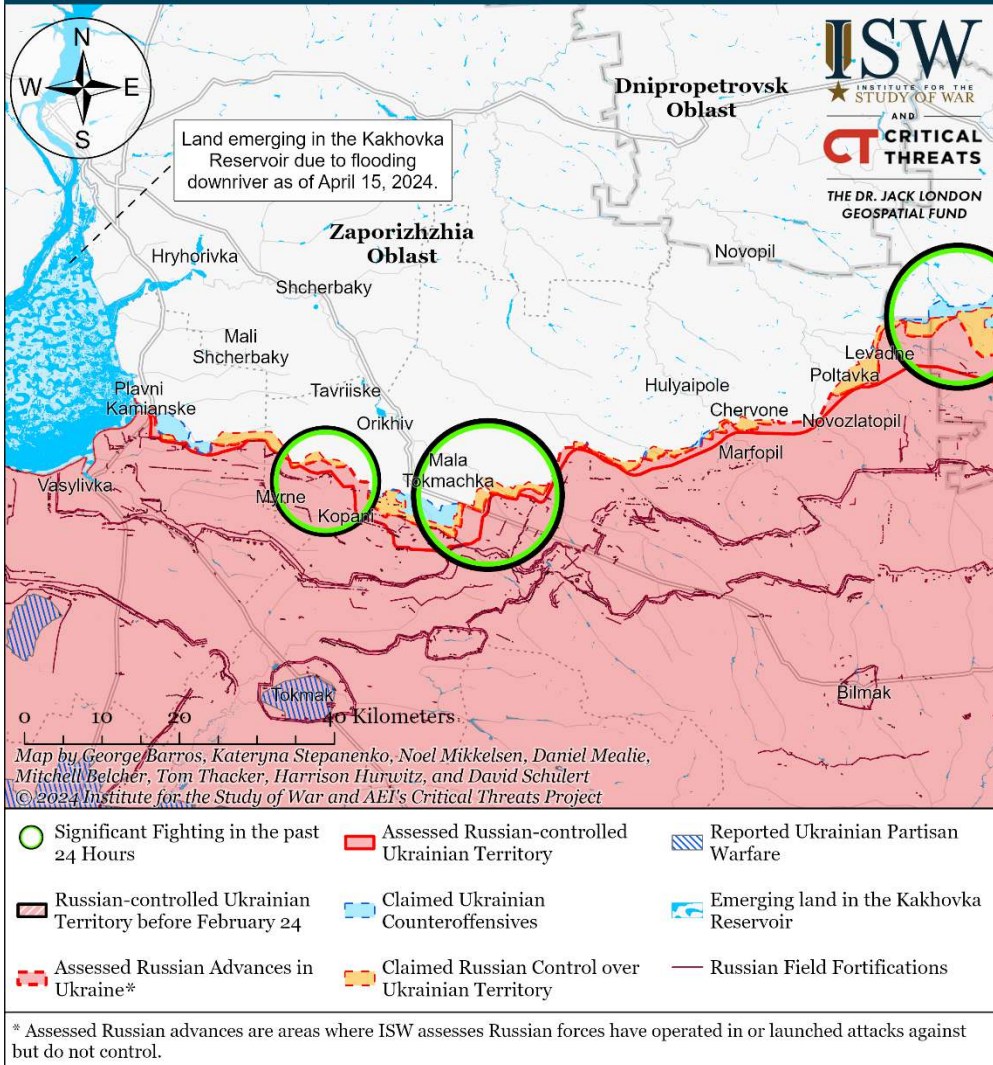 N
W E
S
ISW
INSTITUTE FOR THE
STUDY OF WAR
AND
CT CRITICAL
THREATS
THE DR. JACK LONDON
GEOSPATIAL FUND
Dnipropetrovsk
Oblast
Land emerging in the Kakhovka
Reservoir due to flooding
downriver as of April 15, 2024.
Zaporizhzhia
Oblast
Hryhorivka
Novopil
Shcherbaky
Mali
Shcherbaky
Levadne
Poltavka
Plavni
Kamianske
Tavriiske
Hulyaipole
Orikhiv
Chervone
Novozlatopil
Marfopil
Mala
Tokmachka
Vasylivka
Myrne
Kopani
Tokmak
Bilmak
0 10 20 40 Kilometers
Map by George Barros, Kateryna Stepanenko, Noel Mikkelsen, Daniel Mealie,
Mitchell Belcher, Tom Thacker, Harrison Hurwitz, and David Schulert
© 2024 Institute for the Study of War and AEI's Critical Threats Project
Significant Fighting in the past
24 Hours
Assessed Russian-controlled
Ukrainian Territory
Reported Ukrainian Partisan
Warfare
Russian-controlled Ukrainian
Territory before February 24
Claimed Ukrainian
Counteroffensives
Emerging land in the Kakhovka
Reservoir
Assessed Russian Advances in
Ukraine*
Claimed Russian Control over
Ukrainian Territory
Russian Field Fortifications
* Assessed Russian advances are areas where ISW assesses Russian forces have operated in or launched attacks against
but do not control.